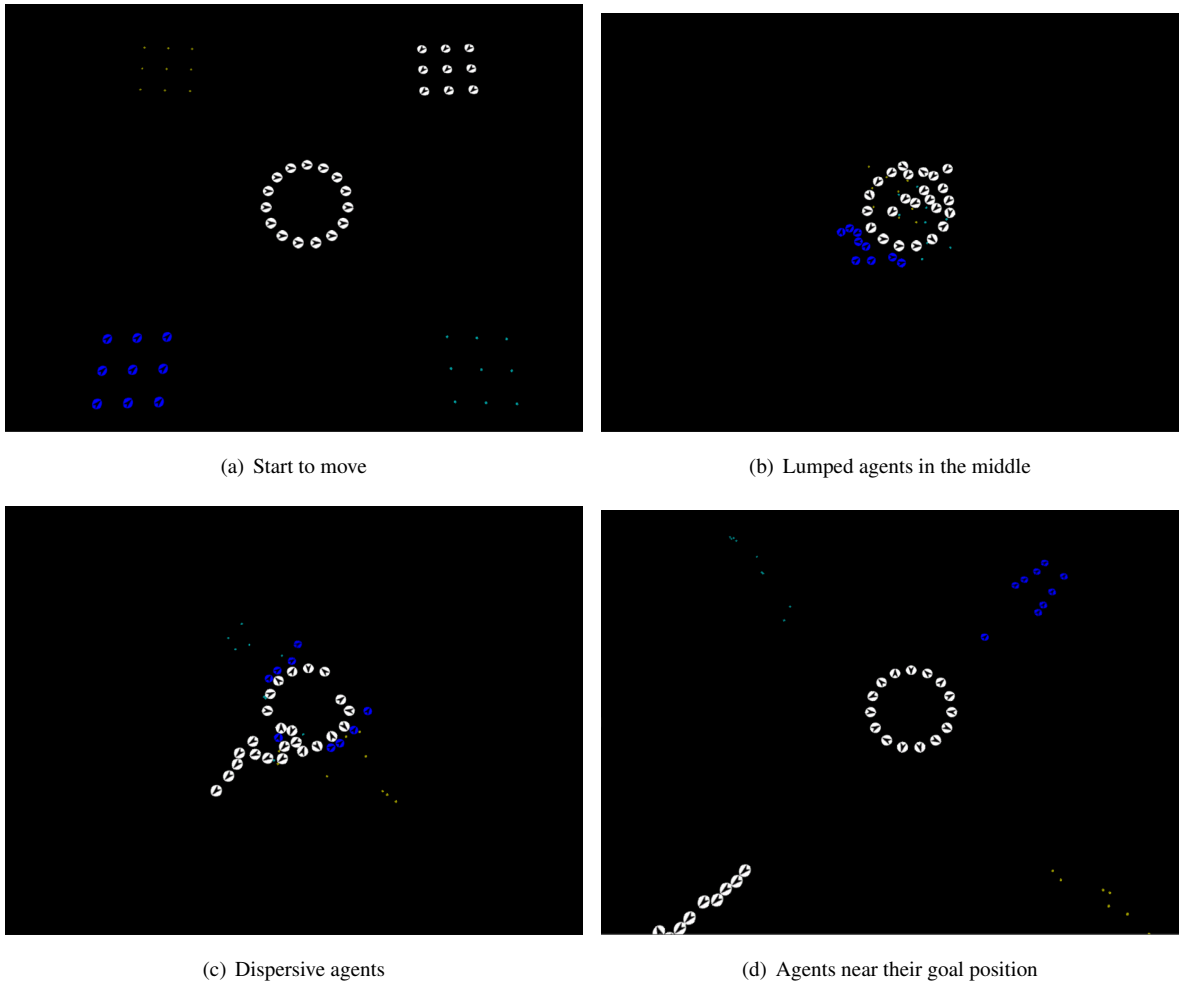 (a) Start to move
(b) Lumped agents in the middle
(c) Dispersive agents
(d) Agents near their goal position